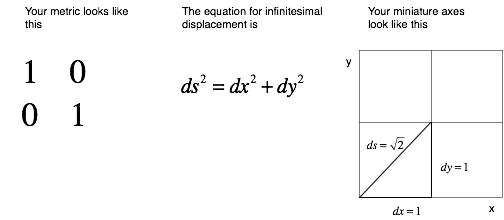 Your metric looks like
this
1 0
0 1
The equation for infinitesimal
displacement is
ds² = dx² + dy²
Your miniature axes
look like this
y
ds = √2
dy = 1
dx = 1
x